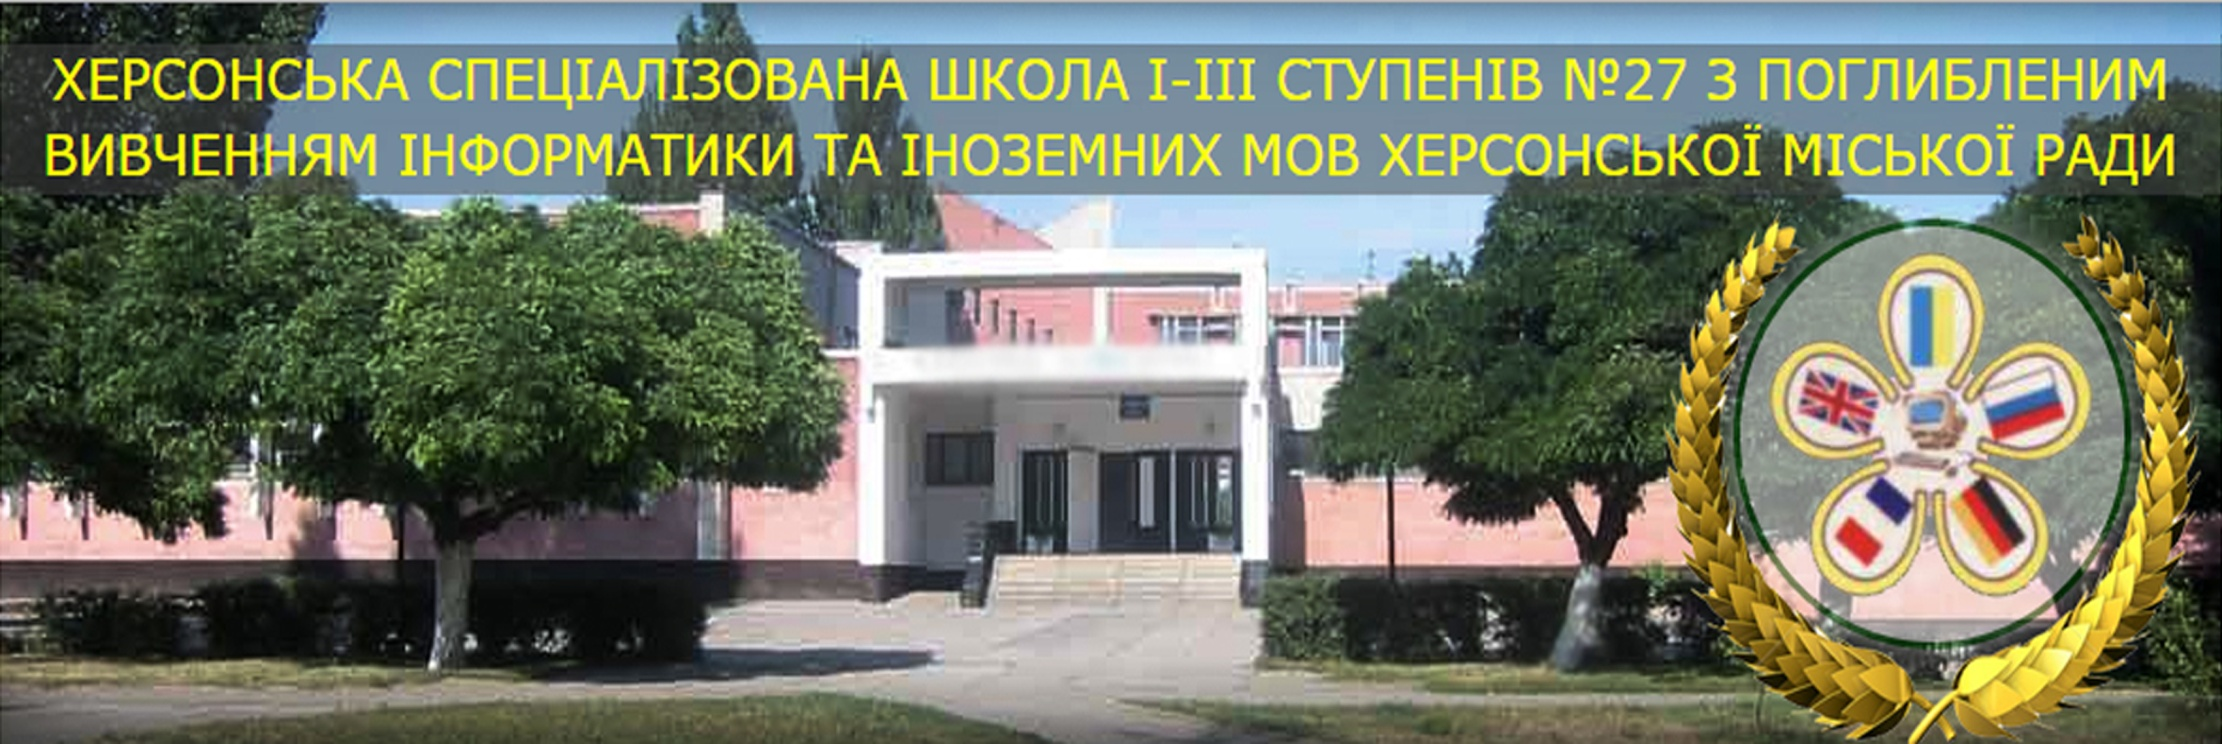 ХЕРСОНСЬКА СПЕЦІАЛІЗОВАНА ШКОЛА І-ІІІ СТУПЕНІВ №27 З ПОГЛИБЛЕНИМ
ВИВЧЕННЯМ ІНФОРМАТИКИ ТА ІНОЗЕМНИХ МОВ ХЕРСОНСЬКОЇ МІСЬКОЇ РАДИ